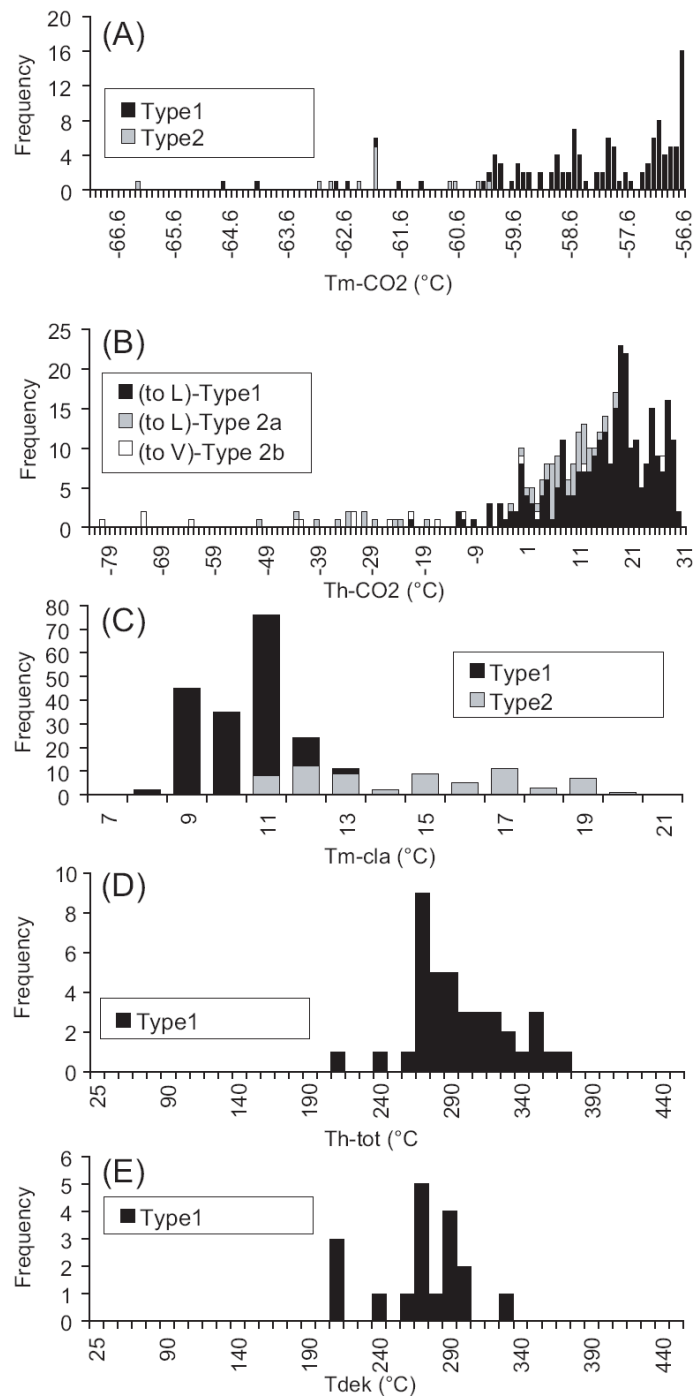 (A)
Frequency
20
16
12
8
4
0
Type1
Type2
-66.6 -65.6 -64.6 -63.6 -62.6 -61.6 -60.6 -59.6 -58.6 -57.6 -56.6
Tm-CO2 (°C)
(B)
Frequency
25
20
15
10
5
0
(to L)-Type1
(to L)-Type 2a
(to V)-Type 2b
-79 -69 -59 -49 -39 -29 -19 -9 1 11 21 31
Th-CO2 (°C)
(C)
Frequency
80
70
60
50
40
30
20
10
0
Type1
Type2
7 9 11 13 15 17 19 21
Tm-cla (°C)
(D)
Frequency
10
8
6
4
2
0
Type1
25 90 140 190 240 290 340 390 440
Th-tot (°C
(E)
Frequency
6
5
4
3
2
1
0
Type1
25 90 140 190 240 290 340 390 440
Tdek (°C)